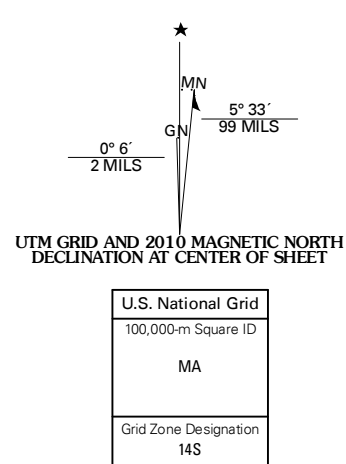 MN
GN
5° 33´
99 MILS
0° 6´
2 MILS
UTM GRID AND 2010 MAGNETIC NORTH
DECLINATION AT CENTER OF SHEET
U.S. National Grid
100,000-m Square ID
MA
Grid Zone Designation
14S